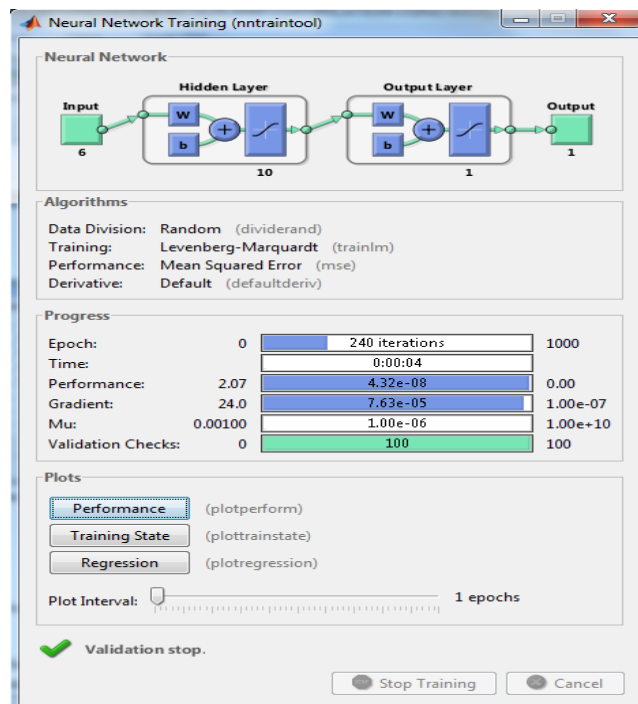 Neural Network Training (nntraintool)
Neural Network
Hidden Layer Output Layer
Input Output
W W
b b
6 10 1 1
Algorithms
Data Division: Random (dividerand)
Training: Levenberg-Marquardt (trainlm)
Performance: Mean Squared Error (mse)
Derivative: Default (defaultderiv)
Progress
Epoch: 0 240 iterations 1000
Time: 0:00:04
Performance: 2.07 4.32e-08 0.00
Gradient: 24.0 7.63e-05 1.00e-07
Mu: 0.00100 1.00e-06 1.00e+10
Validation Checks: 0 100 100
Plots
Performance (plotperform)
Training State (plottrainstate)
Regression (plotregression)
Plot Interval: 1 epochs
Validation stop.
Stop Training Cancel